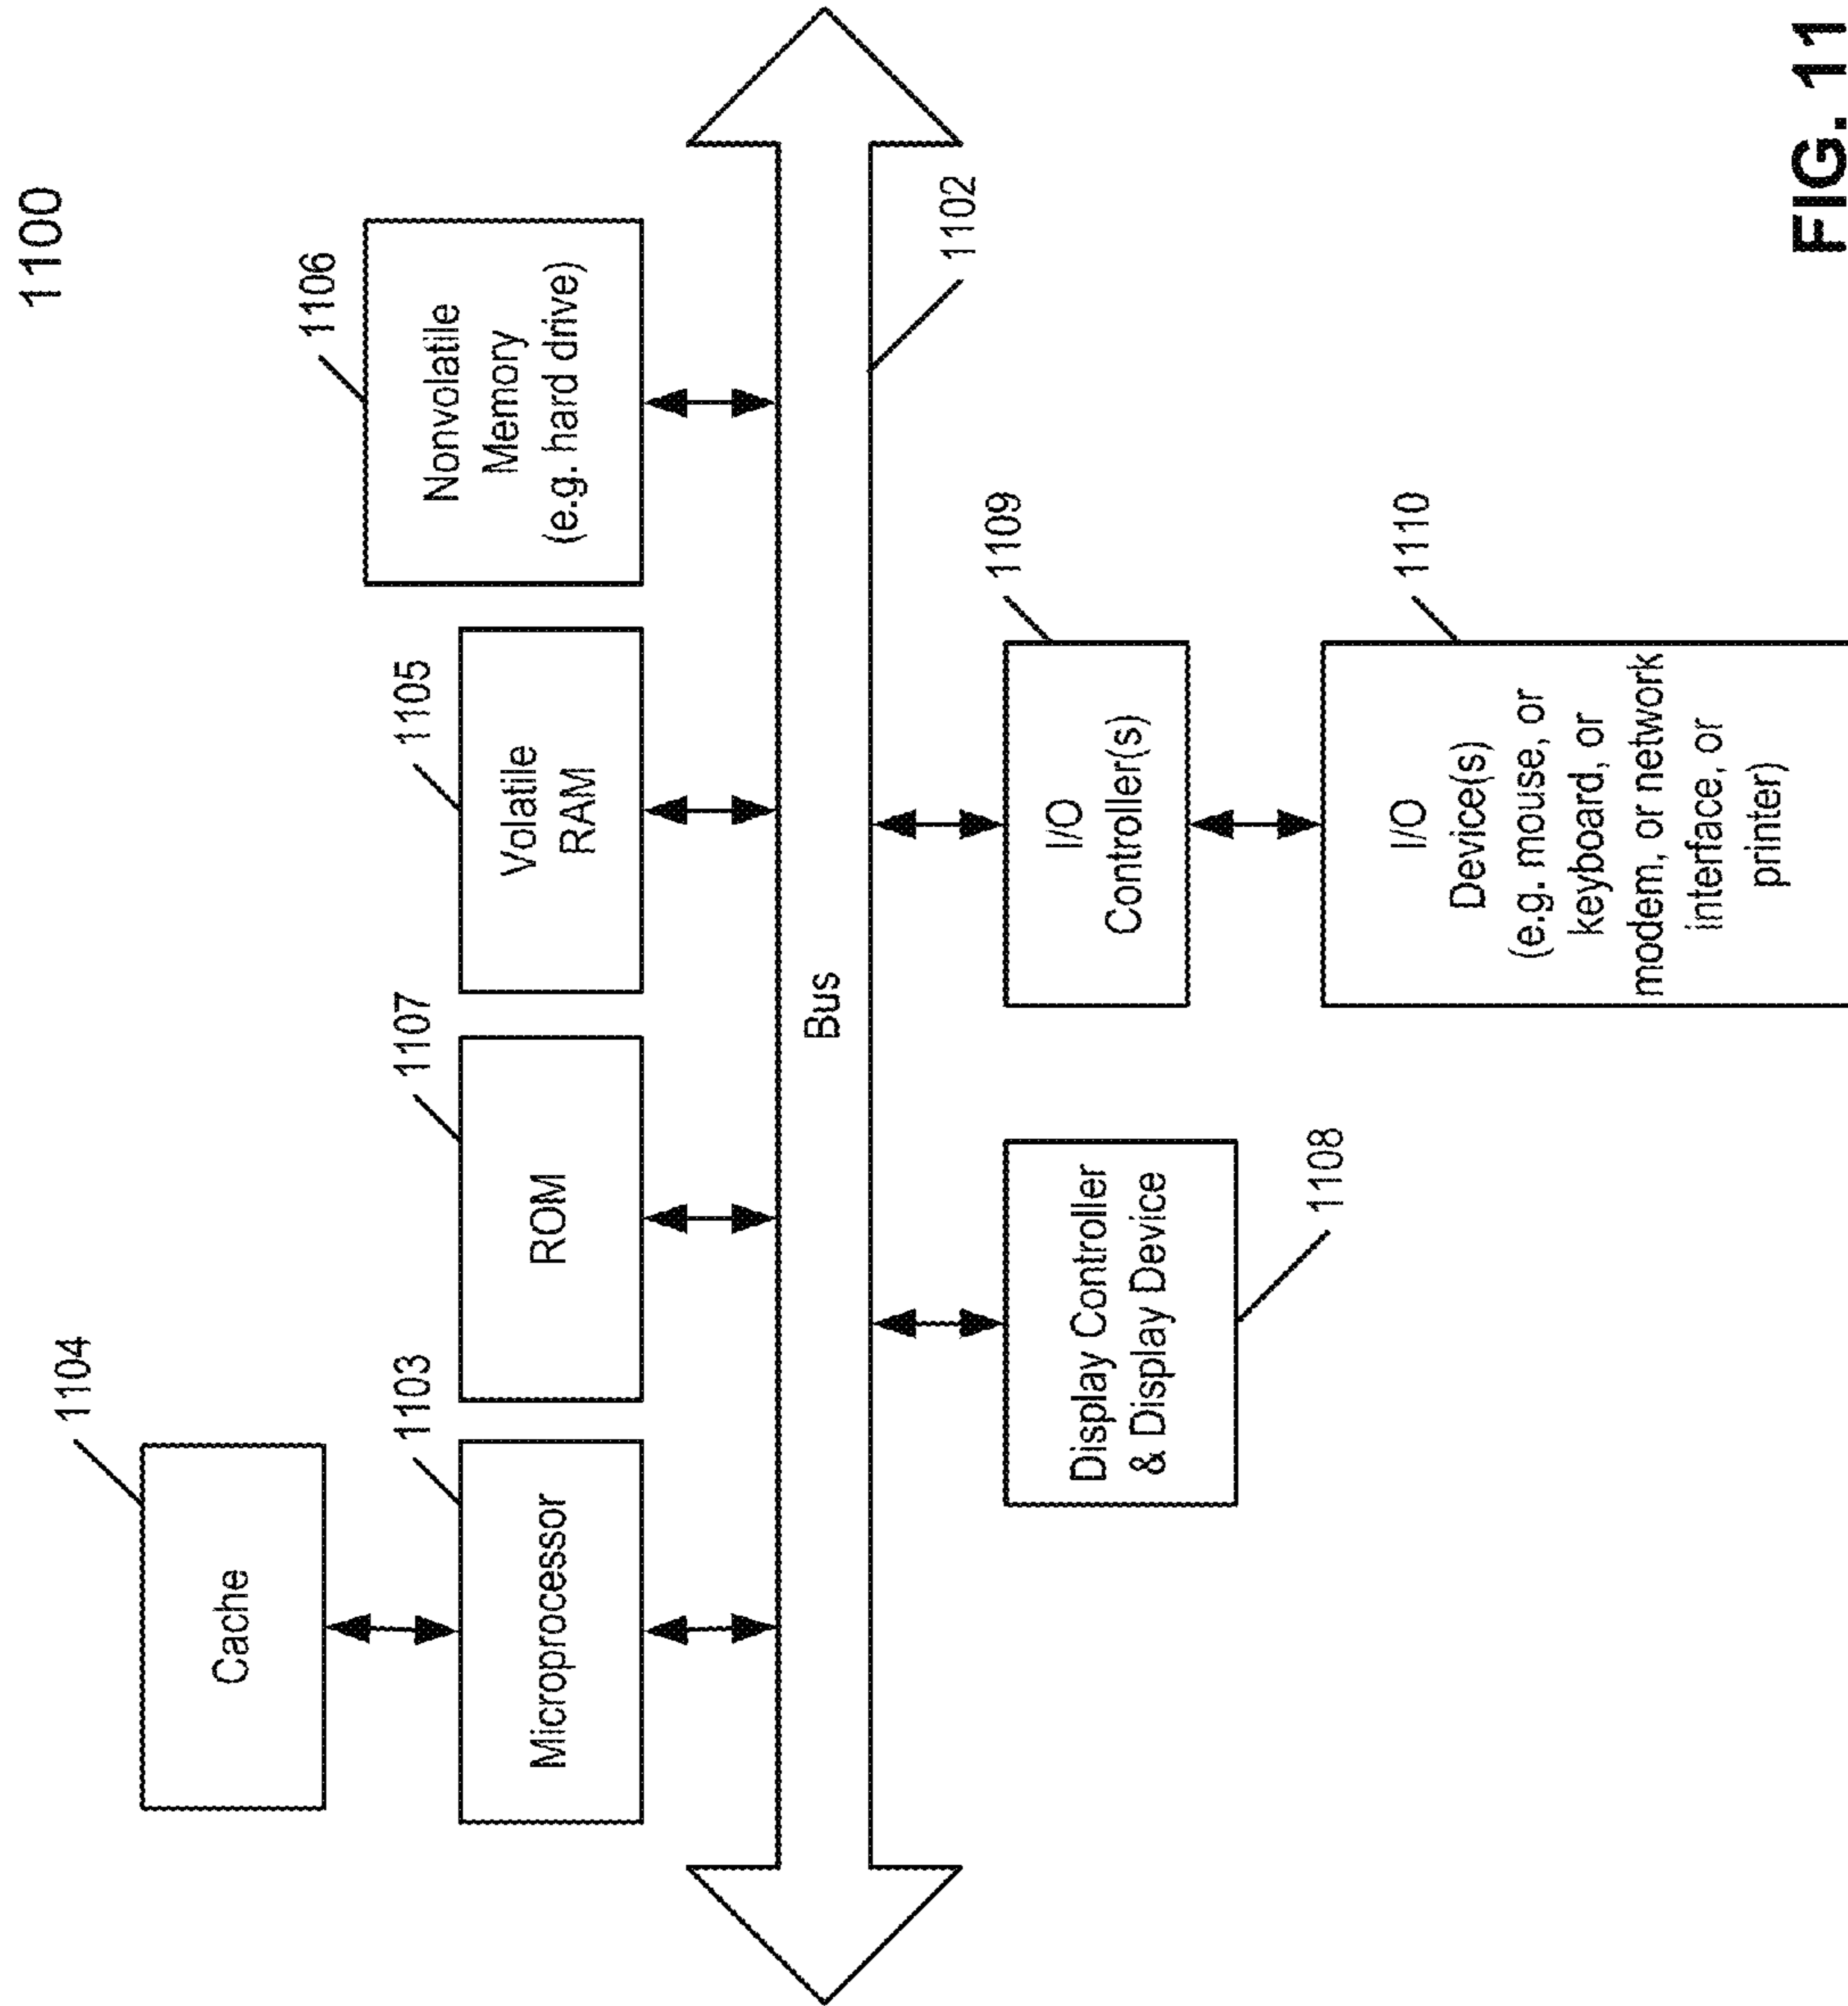 1100
1104
Cache
1103
1107
1105
1106
Microprocessor
ROM
Volatile
RAM
Nonvolatile
Memory
(e.g. hard drive)
Bus
1102
Display Controller
& Display Device
1108
I/O
Controller(s)
1109
I/O
Devices(s)
(e.g. mouse, or
keyboard, or
modem, or network
interface, or
printer)
1110
FIG. 11